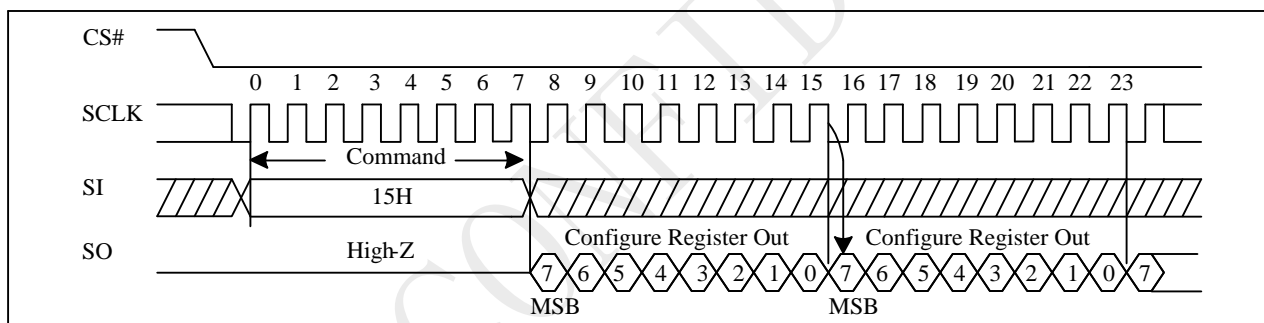 CS#
0 1 2 3 4 5 6 7 8 9 10 11 12 13 14 15 16 17 18 19 20 21 22 23
SCLK
Command
SI
15H
SO
High-Z
Configure Register Out
Configure Register Out
7 6 5 4 3 2 1 0 7 6 5 4 3 2 1 0 7
MSB
MSB
CONFID